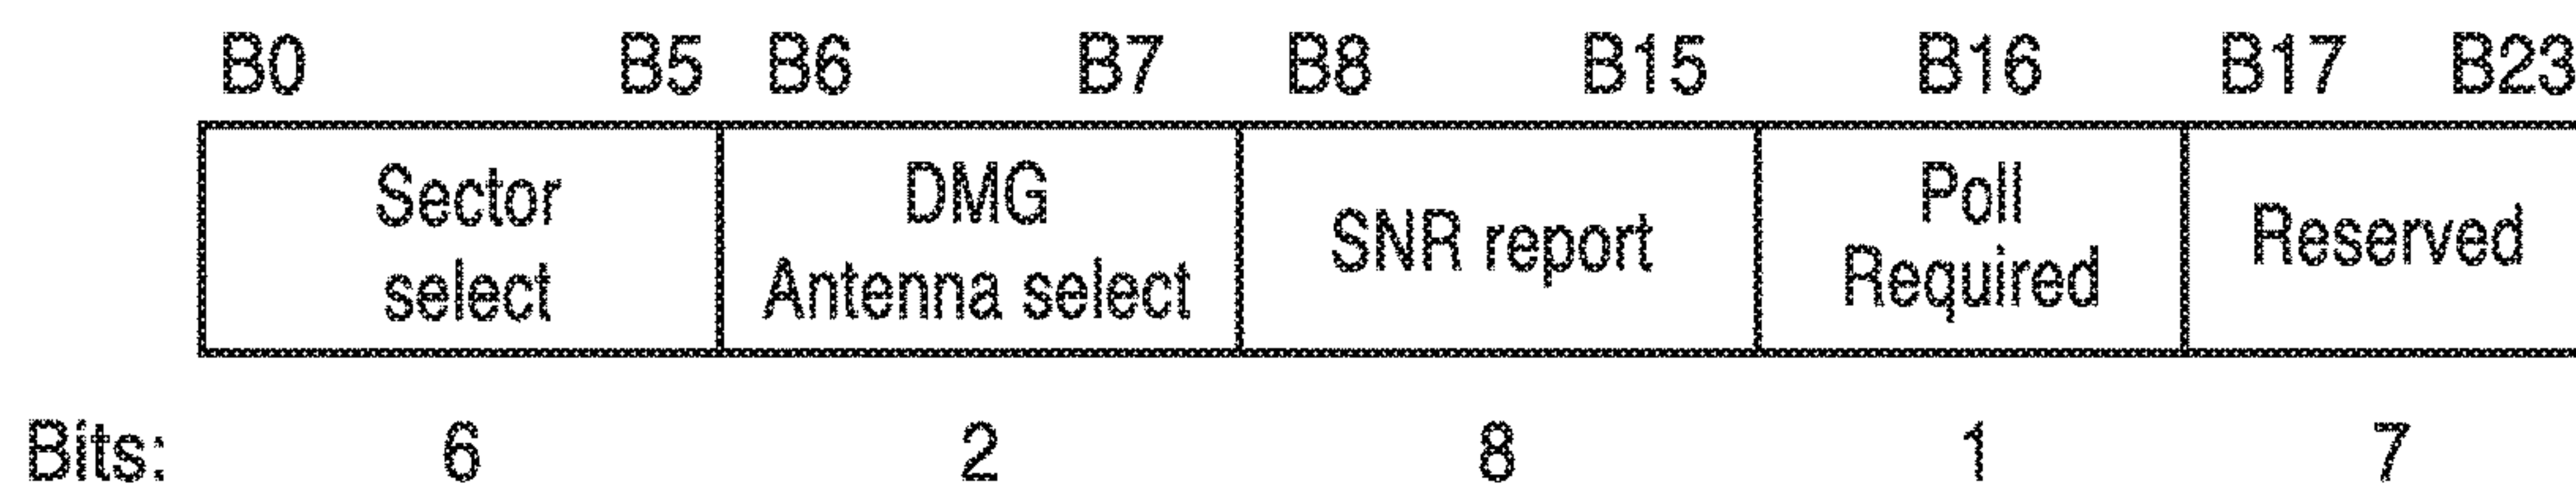 B0 B5 B6 B7 B8 B15 B16 B17 B23
Sector select
DMG Antenna select
SNR report
Poll Required
Reserved
Bits: 6 2 8 1 7